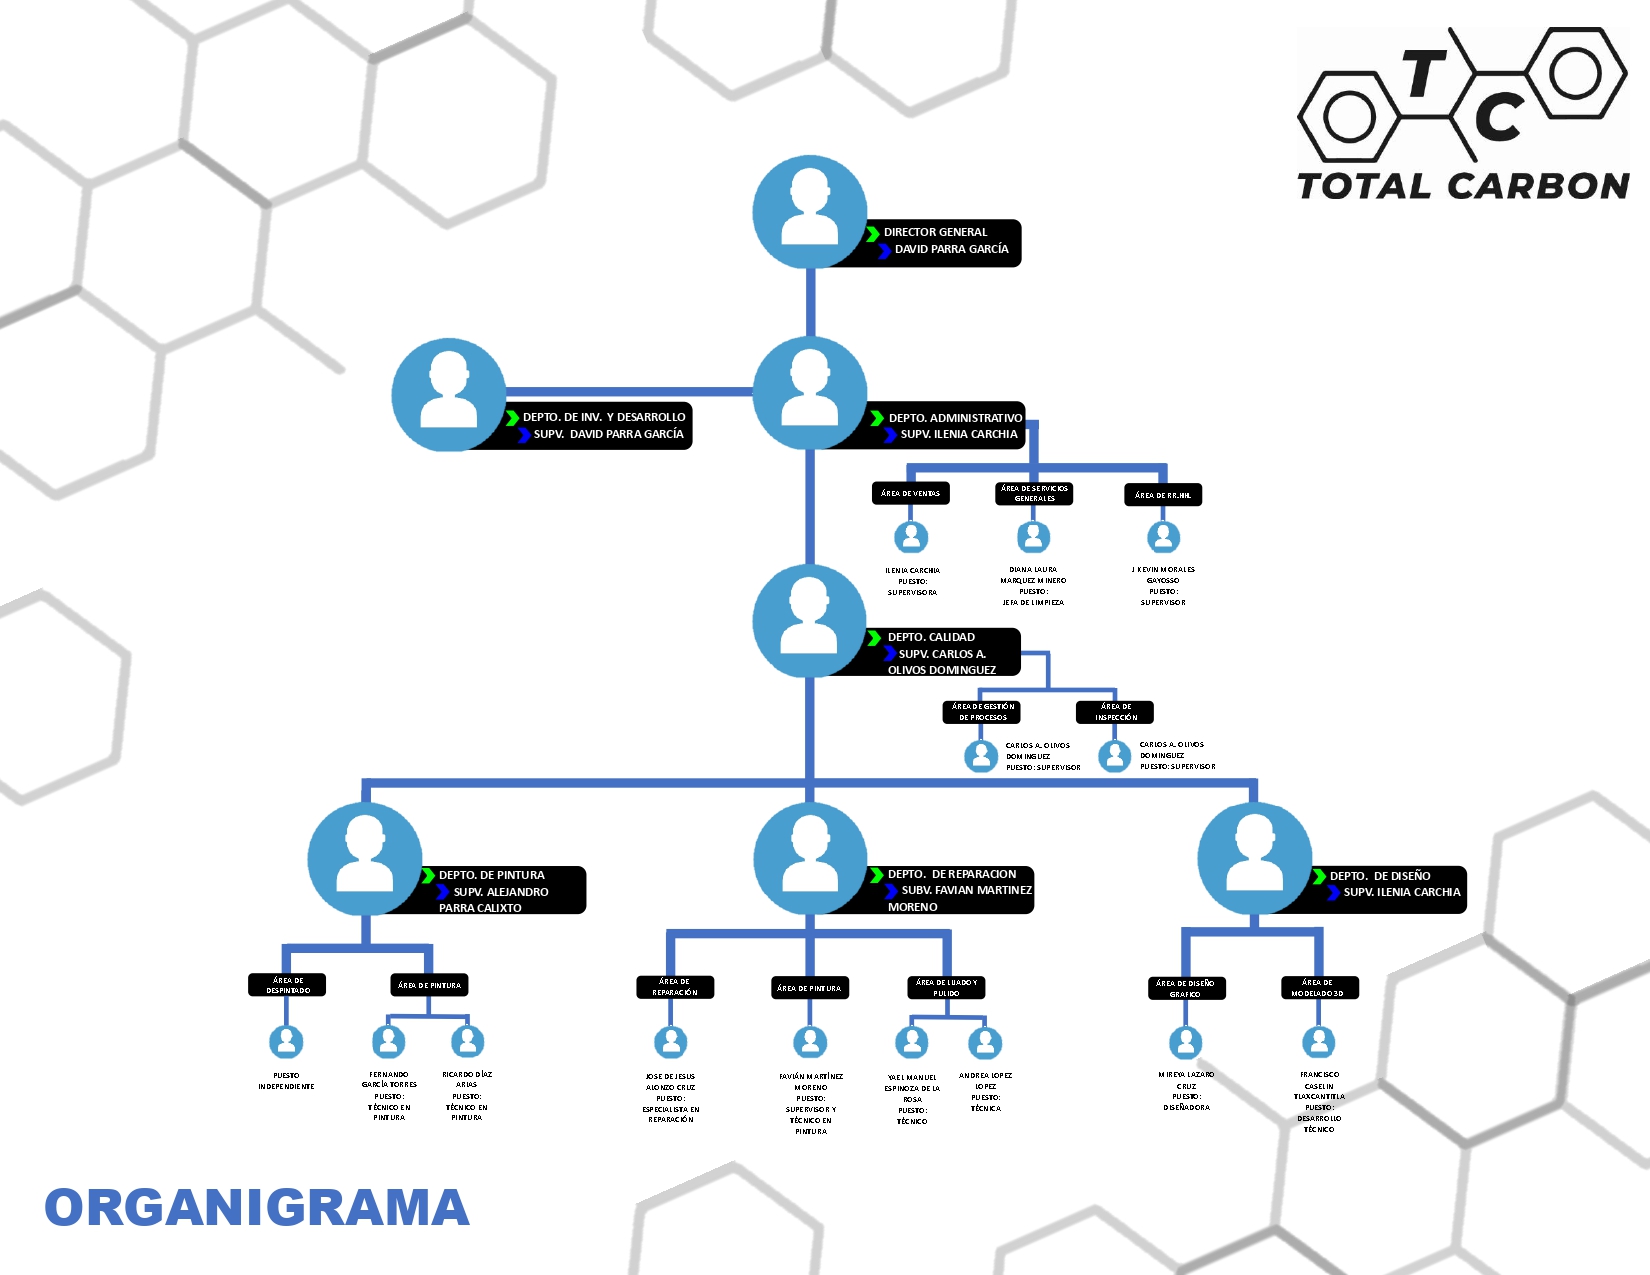 T
C
TOTAL CARBON
DIRECTOR GENERAL
DAVID PARRA GARCÍA
DEPTO. DE INV. Y DESARROLLO
SUPV. DAVID PARRA GARCÍA
DEPTO. ADMINISTRATIVO
SUPV. ILENIA CARCHIA
ÁREA DE VENTAS
ILENIA CARCHIA
PUESTO:
SUPERVISORA
ÁREA DE SERVICIOS
GENERALES
DIANA LAURA
MARQUEZ MINERO
PUESTO:
JEFA DE LIMPIEZA
ÁREA DE RR.HH.
J KEVIN MORALES
GAYOSSO
PUESTO:
SUPERVISOR
DEPTO. CALIDAD
SUPV. CARLOS A.
OLIVOS DOMINGUEZ
ÁREA DE GESTIÓN
DE PROCESOS
CARLOS A. OLIVOS
DOMINGUEZ
PUESTO: SUPERVISOR
ÁREA DE
INSPECCIÓN
CARLOS A. OLIVOS
DOMINGUEZ
PUESTO: SUPERVISOR
DEPTO. DE PINTURA
SUPV. ALEJANDRO
PARRA CALIXTO
ÁREA DE
DESPINTADO
PUESTO
INDEPENDIENTE
ÁREA DE PINTURA
FERNANDO
GARCÍA TORRES
PUESTO:
TÉCNICO EN
PINTURA
RICARDO DÍAZ
ARIAS
PUESTO:
TÉCNICO EN
PINTURA
DEPTO. DE REPARACION
SUBV. FAVIAN MARTINEZ
MORENO
ÁREA DE
REPARACIÓN
JOSE DE JESUS
ALONZO CRUZ
PUESTO:
ESPECIALISTA EN
REPARACIÓN
ÁREA DE PINTURA
FAVIÁN MARTÍNEZ
MORENO
PUESTO:
SUPERVISOR Y
TÉCNICO EN
PINTURA
ÁREA DE LIJADO Y
PULIDO
YAEL MANUEL
ESPINOZA DE LA
ROSA
PUESTO:
TÉCNICO
ANDREA LOPEZ
LOPEZ
PUESTO:
TÉCNICA
DEPTO. DE DISEÑO
SUPV. ILENIA CARCHIA
ÁREA DE DISEÑO
GRAFICO
MIREYA LAZARO
CRUZ
PUESTO:
DISEÑADORA
ÁREA DE
MODELADO 3D
FRANCISCO
CASELIN
TLAXCANTITLA
PUESTO:
DESARROLLO
TÉCNICO
ORGANIGRAMA